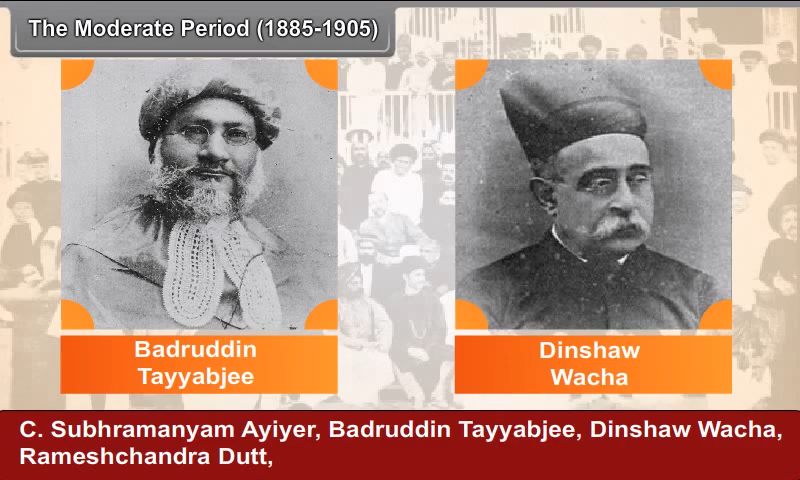 The Moderate Period (1885-1905)
Badruddin
Tayyabjee
Dinshaw
Wacha
C. Subhramanyam Ayiyer, Badruddin Tayyabjee, Dinshaw Wacha,
Rameshchandra Dutt,